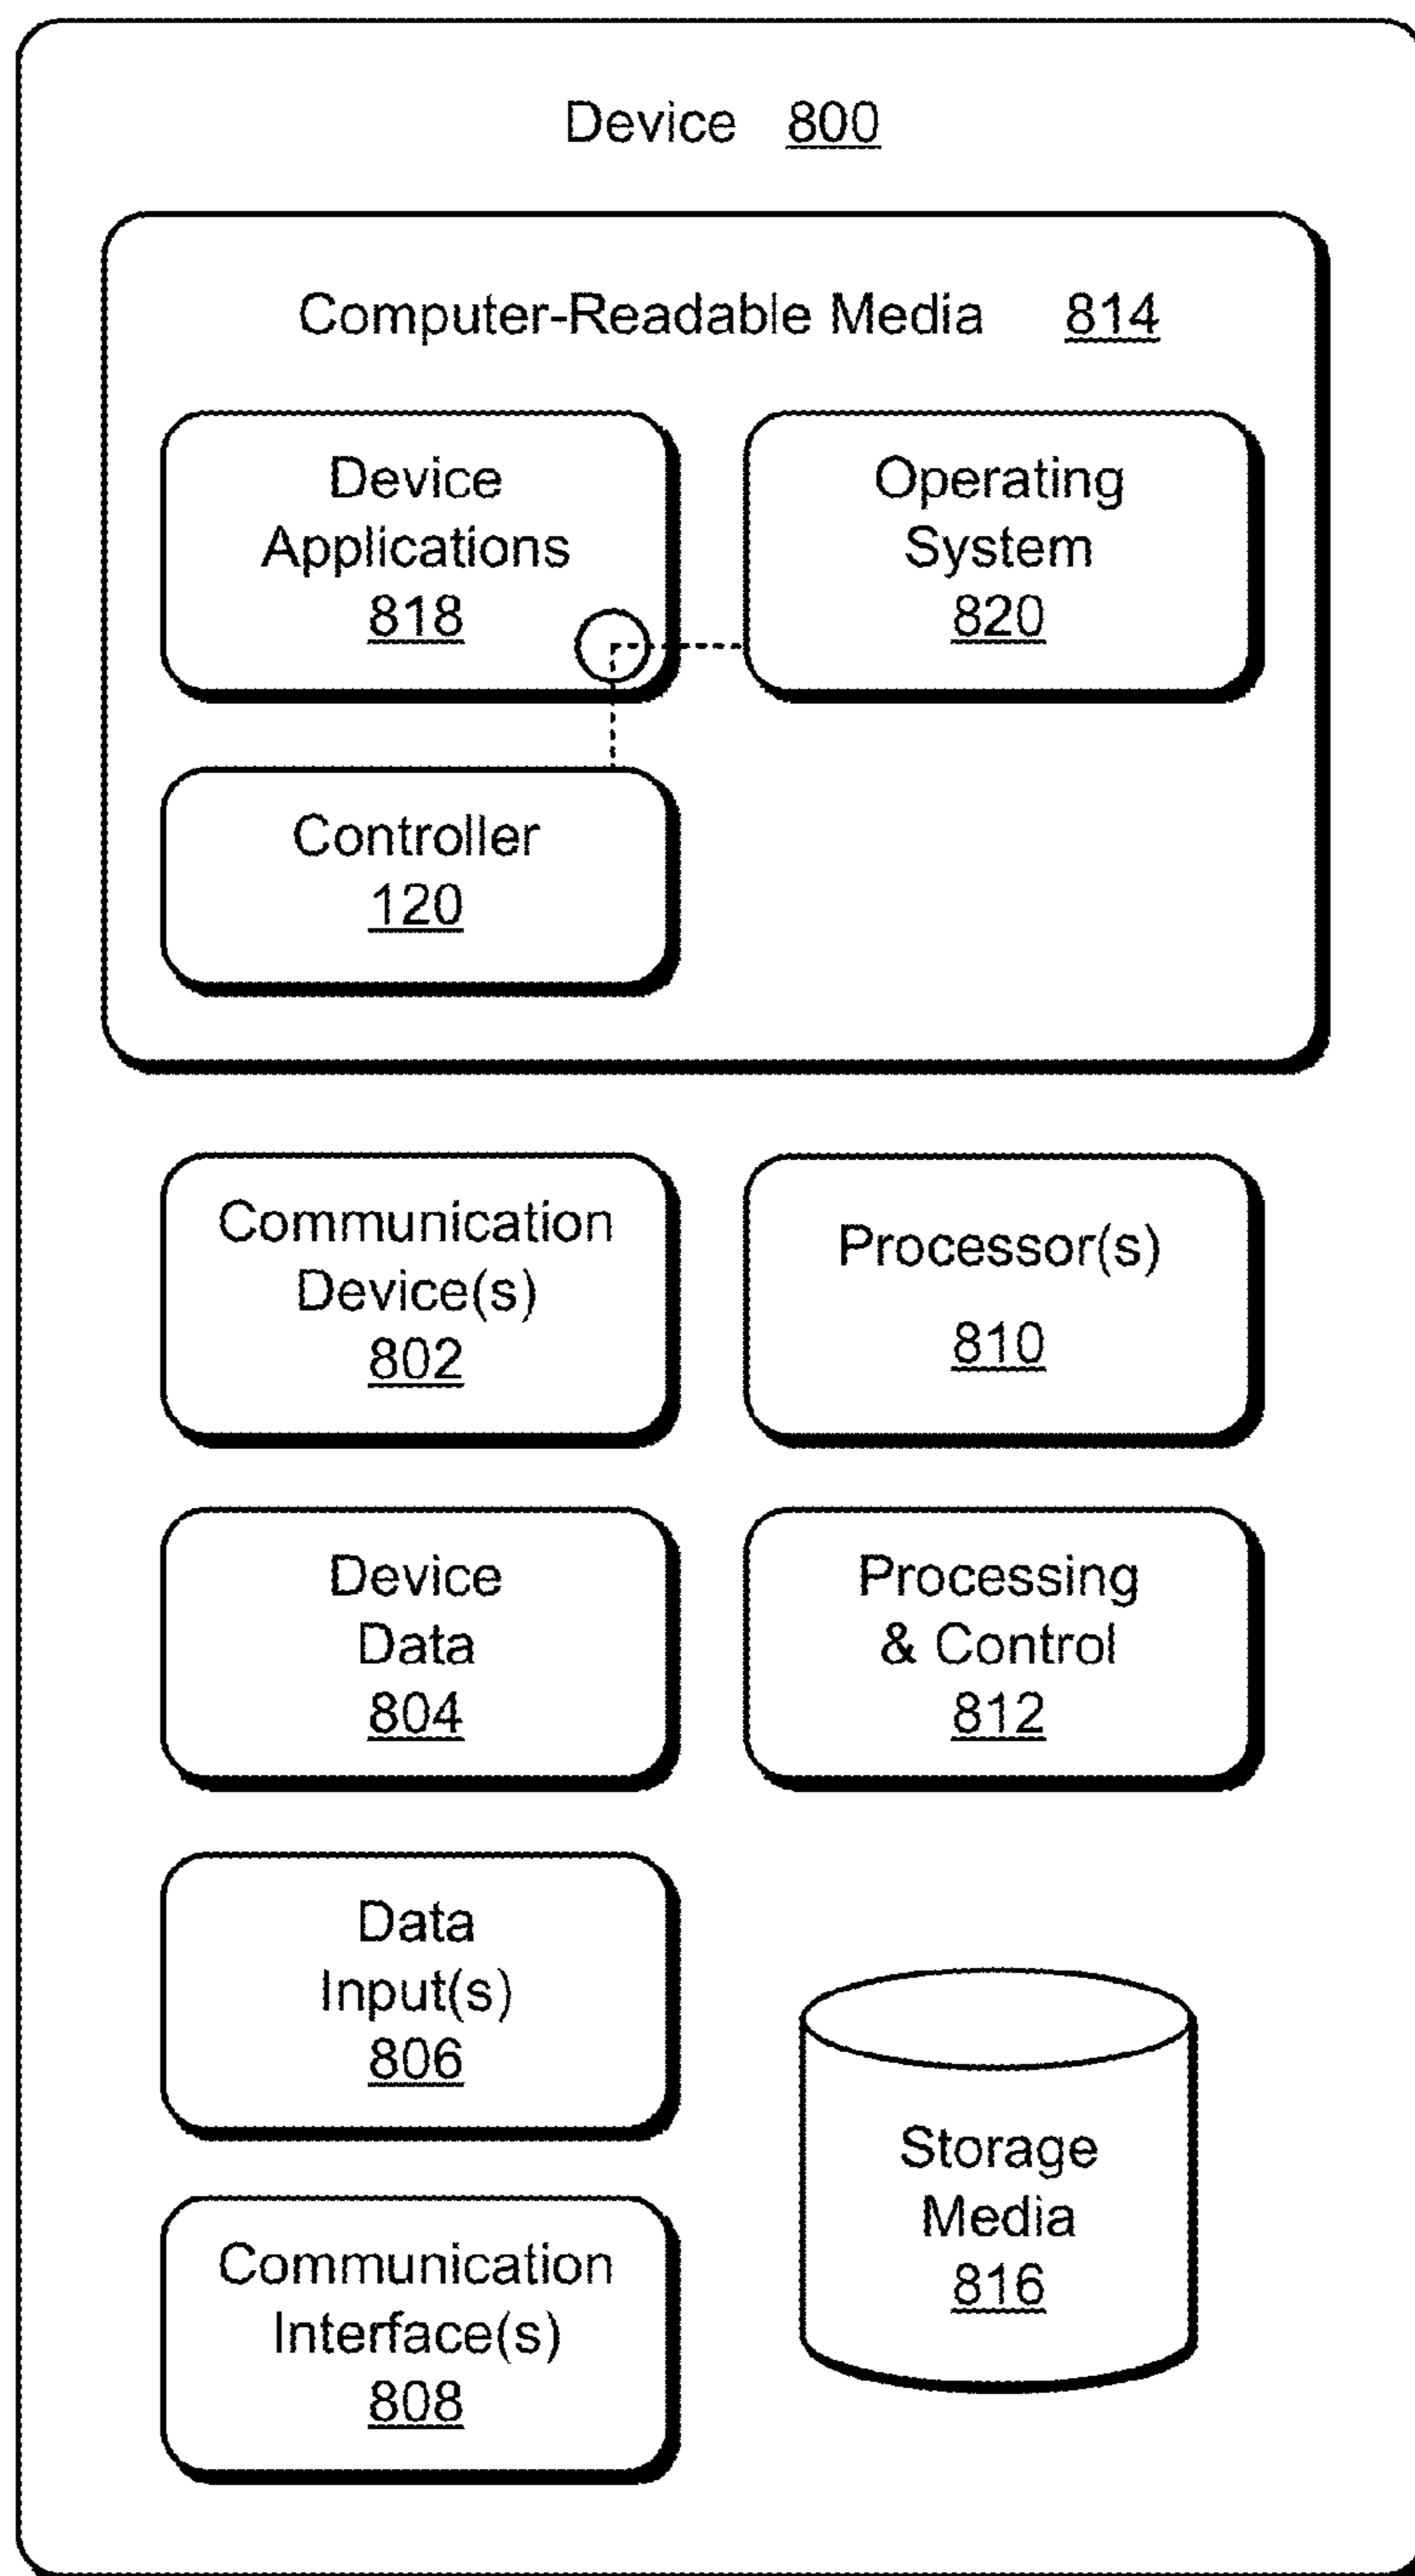 Device 800
Computer-Readable Media 814
Device
Applications
818
Operating
System
820
Controller
120
Communication
Device(s)
802
Processor(s)
810
Device
Data
804
Processing
& Control
812
Data
Input(s)
806
Storage
Media
816
Communication
Interface(s)
808